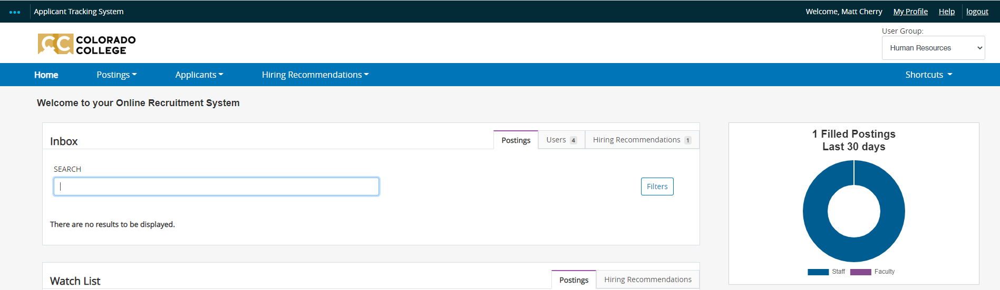 Applicant Tracking System
Welcome, Matt Cherry My Profile Help logout
CC COLORADO
COLLEGE
User Group:
Human Resources
Home Postings Applicants Hiring Recommendations Shortcuts
Welcome to your Online Recruitment System
Inbox
Postings Users 4 Hiring Recommendations 1
SEARCH
Filters
There are no results to be displayed.
1 Filled Postings
Last 30 days
Staff Faculty
Watch List
Postings Hiring Recommendations